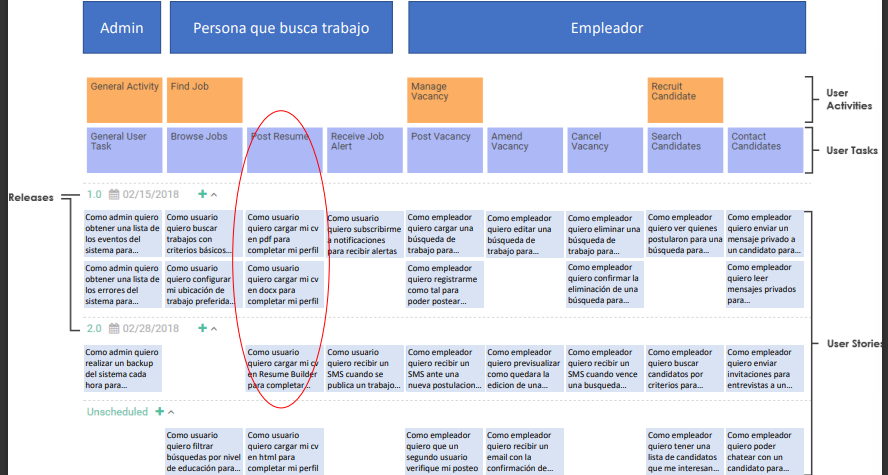 Admin
Persona que busca trabajo
Empleador
General Activity
Find Job
Manage
Vacancy
Recruit
Candidate
User
Activities
General User
Task
Browse Jobs
Post Resume
Receive Job
Alert
Post Vacancy
Amend
Vacancy
Cancel
Vacancy
Search
Candidates
Contact
Candidates
User Tasks
Releases
1.0 02/15/2018
Como admin quiero
obtener una lista de
los eventos del
sistema para...
Como usuario
quiero buscar
trabajos con
criterios básicos...
Como usuario
quiero cargar mi cv
en pdf para
completar mi perfil
Como usuario
quiero subscribirme
a notificaciones
para recibir alertas
Como empleador
quiero cargar una
búsqueda de
trabajo para...
Como empleador
quiero editar una
búsqueda de
trabajo para...
Como empleador
quiero eliminar una
búsqueda de
trabajo para...
Como empleador
quiero ver quienes
postularon para una
búsqueda para...
Como empleador
quiero enviar un
mensaje privado a
un candidato para...
Como admin quiero
obtener una lista de
los errores del
sistema para...
Como usuario
quiero configurar
mi ubicación de
trabajo preferida...
Como usuario
quiero cargar mi cv
en docx para
completar mi perfil
Como empleador
quiero registrarme
como tal para
poder postear...
Como empleador
quiero confirmar la
eliminación de una
búsqueda para...
Como empleador
quiero leer
mensajes privados
para...
2.0 02/28/2018
User Stories
Como admin quiero
realizar un backup
del sistema cada
hora para...
Como usuario
quiero cargar mi cv
en Resume Builder
para completar...
Como usuario
quiero recibir un
SMS cuando se
publica un trabajo...
Como empleador
quiero recibir un
SMS ante una
nueva postulacion...
Como empleador
quiero previsualizar
como quedara la
edicion de una...
Como empleador
quiero recibir un
SMS cuando vence
una busqueda...
Como empleador
quiero buscar
candidatos por
criterios para...
Como empleador
quiero enviar
invitaciones para
entrevistas a un...
Unscheduled
Como usuario
quiero filtrar
búsquedas por nivel
de educación para...
Como usuario
quiero cargar mi cv
en html para
completar mi perfil
Como empleador
quiero que un
segundo usuario
verifique mi posteo
Como empleador
quiero recibir un
email con la
confirmación de...
Como empleador
quiero tener una
lista de candidatos
que me interesan...
Como empleador
quiero poder
chatear con un
candidato para...